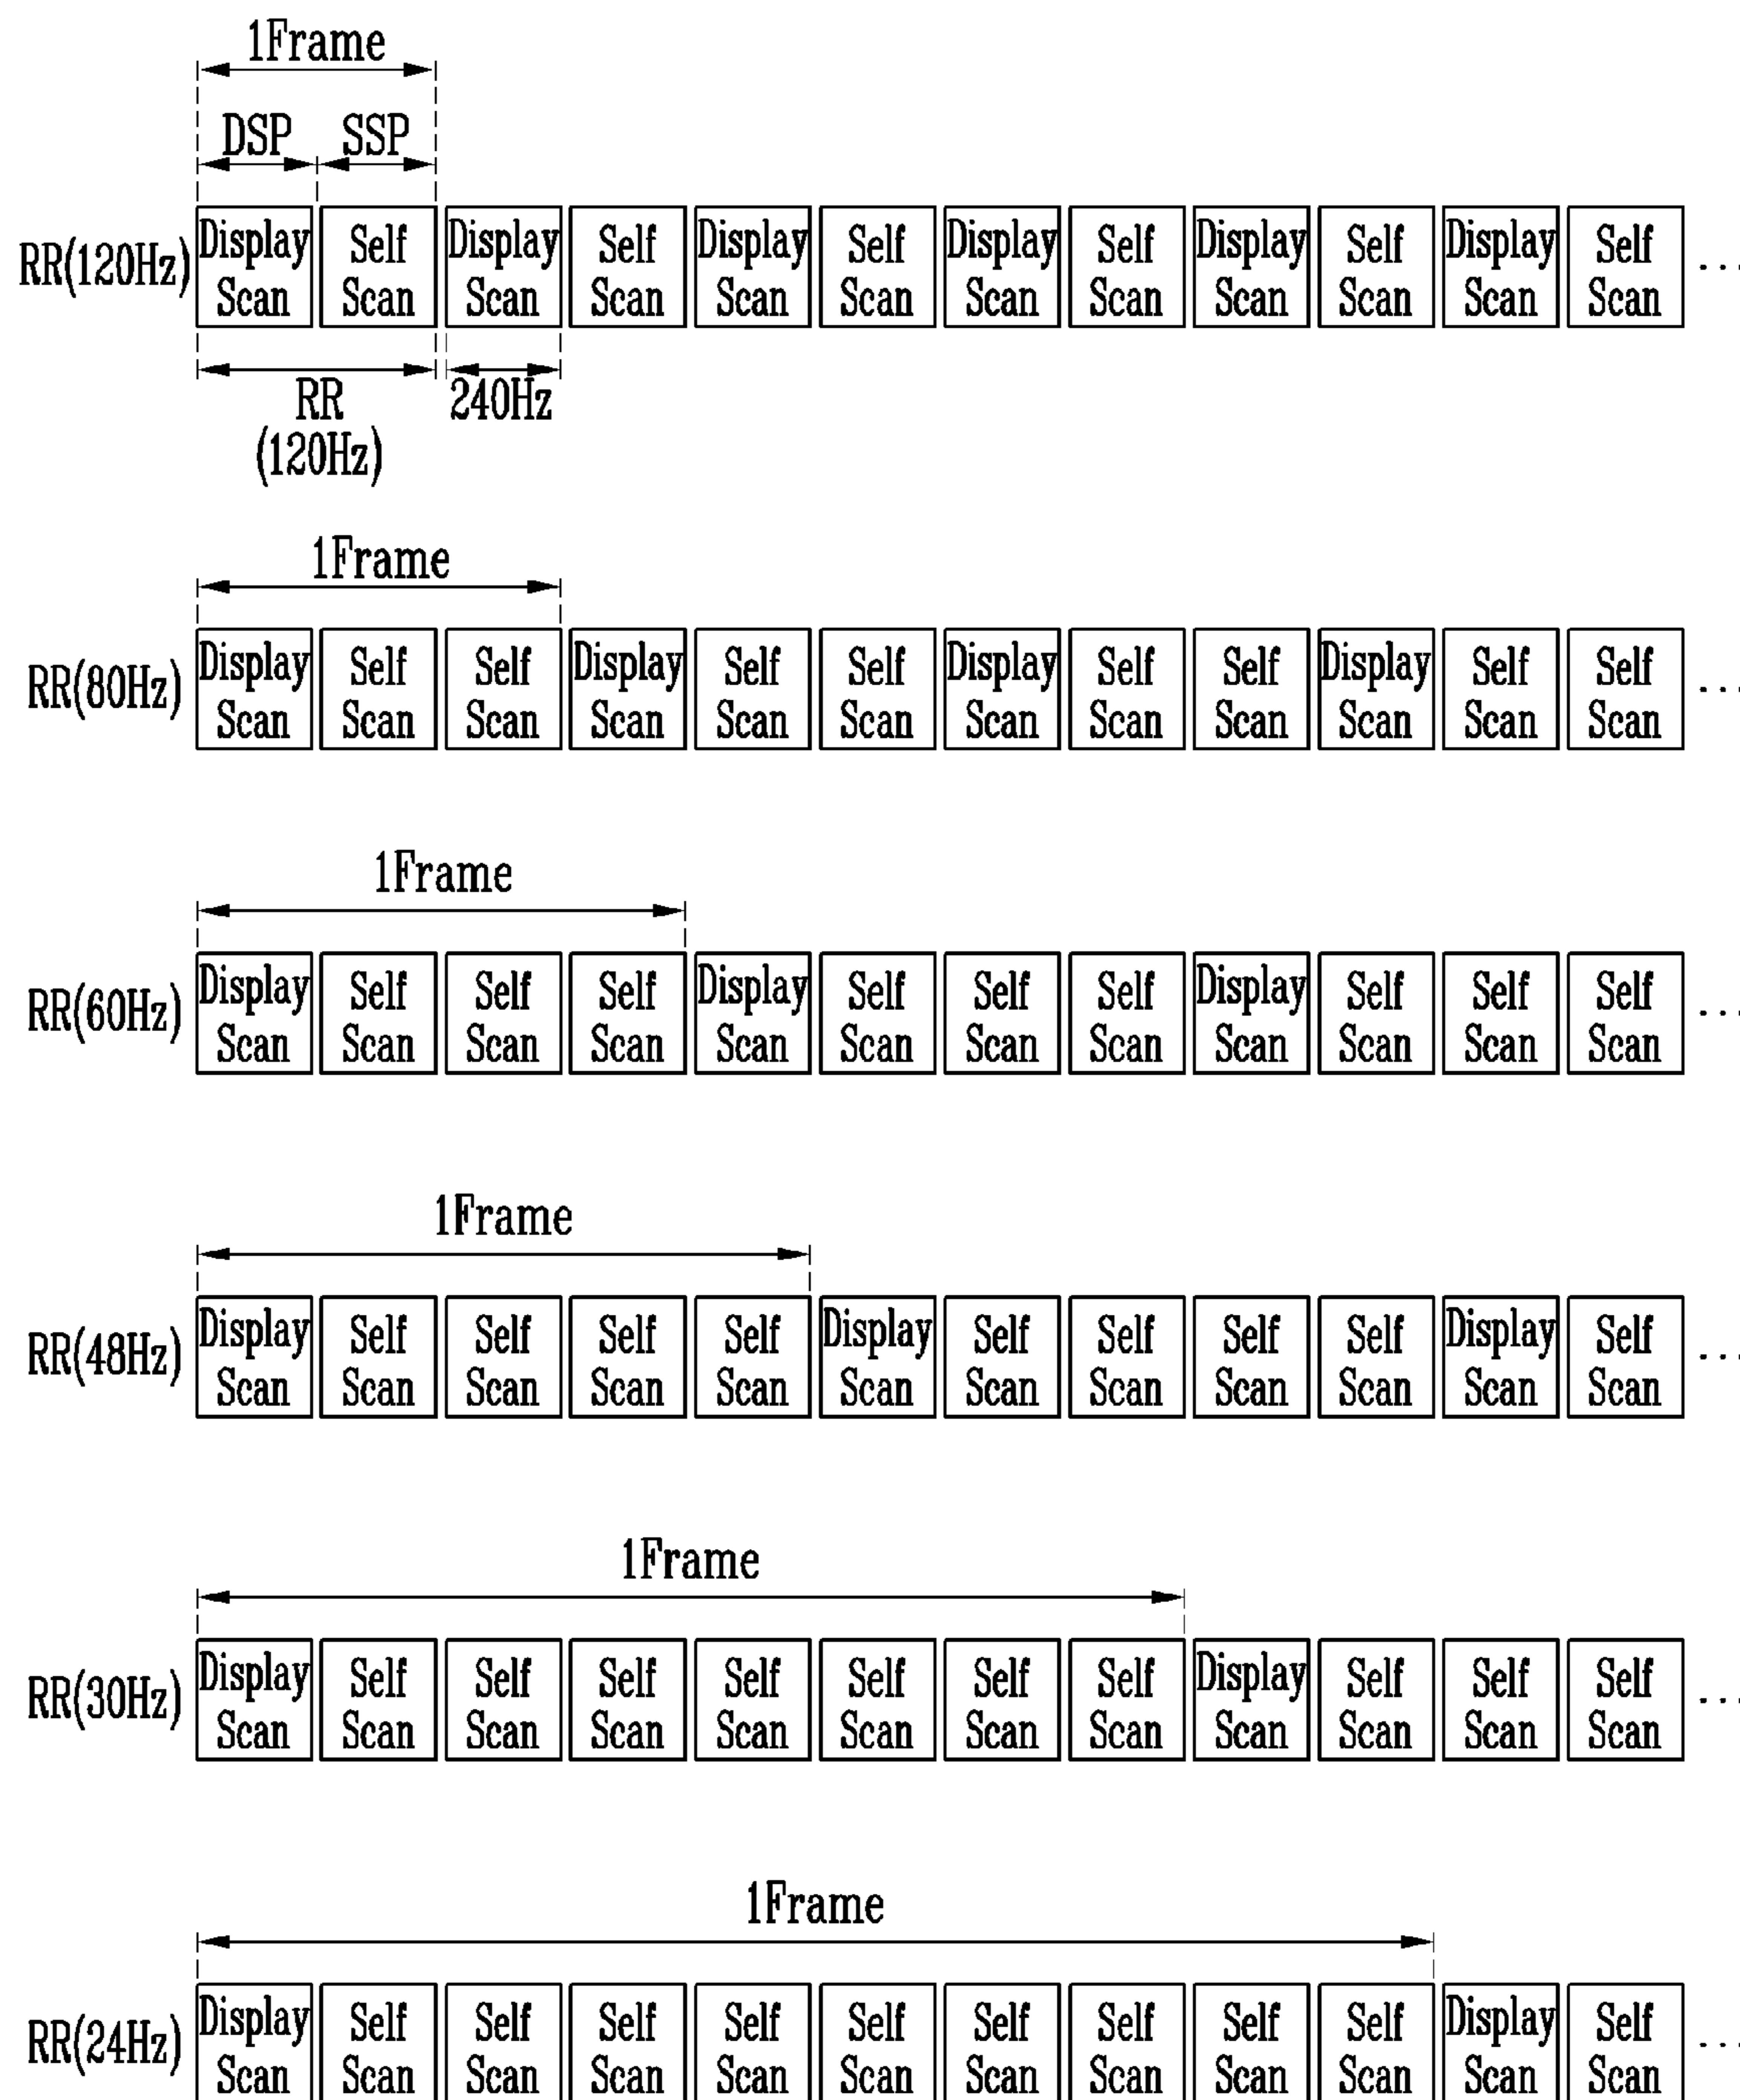 1Frame
DSP SSP
RR(120Hz) Display Self Display Self Display Self Display Self Display Self Display Self ...
Scan Scan Scan Scan Scan Scan Scan Scan Scan Scan Scan Scan
RR 240Hz
(120Hz)
1Frame
RR(80Hz) Display Self Self Display Self Self Display Self Self Display Self Self ...
Scan Scan Scan Scan Scan Scan Scan Scan Scan Scan Scan Scan
1Frame
RR(60Hz) Display Self Self Self Display Self Self Self Display Self Self Self ...
Scan Scan Scan Scan Scan Scan Scan Scan Scan Scan Scan Scan
1Frame
RR(48Hz) Display Self Self Self Self Display Self Self Self Self Display Self ...
Scan Scan Scan Scan Scan Scan Scan Scan Scan Scan Scan Scan
1Frame
RR(30Hz) Display Self Self Self Self Self Self Self Display Self Self Self ...
Scan Scan Scan Scan Scan Scan Scan Scan Scan Scan Scan Scan
1Frame
RR(24Hz) Display Self Self Self Self Self Self Self Self Self Display Self ...
Scan Scan Scan Scan Scan Scan Scan Scan Scan Scan Scan Scan